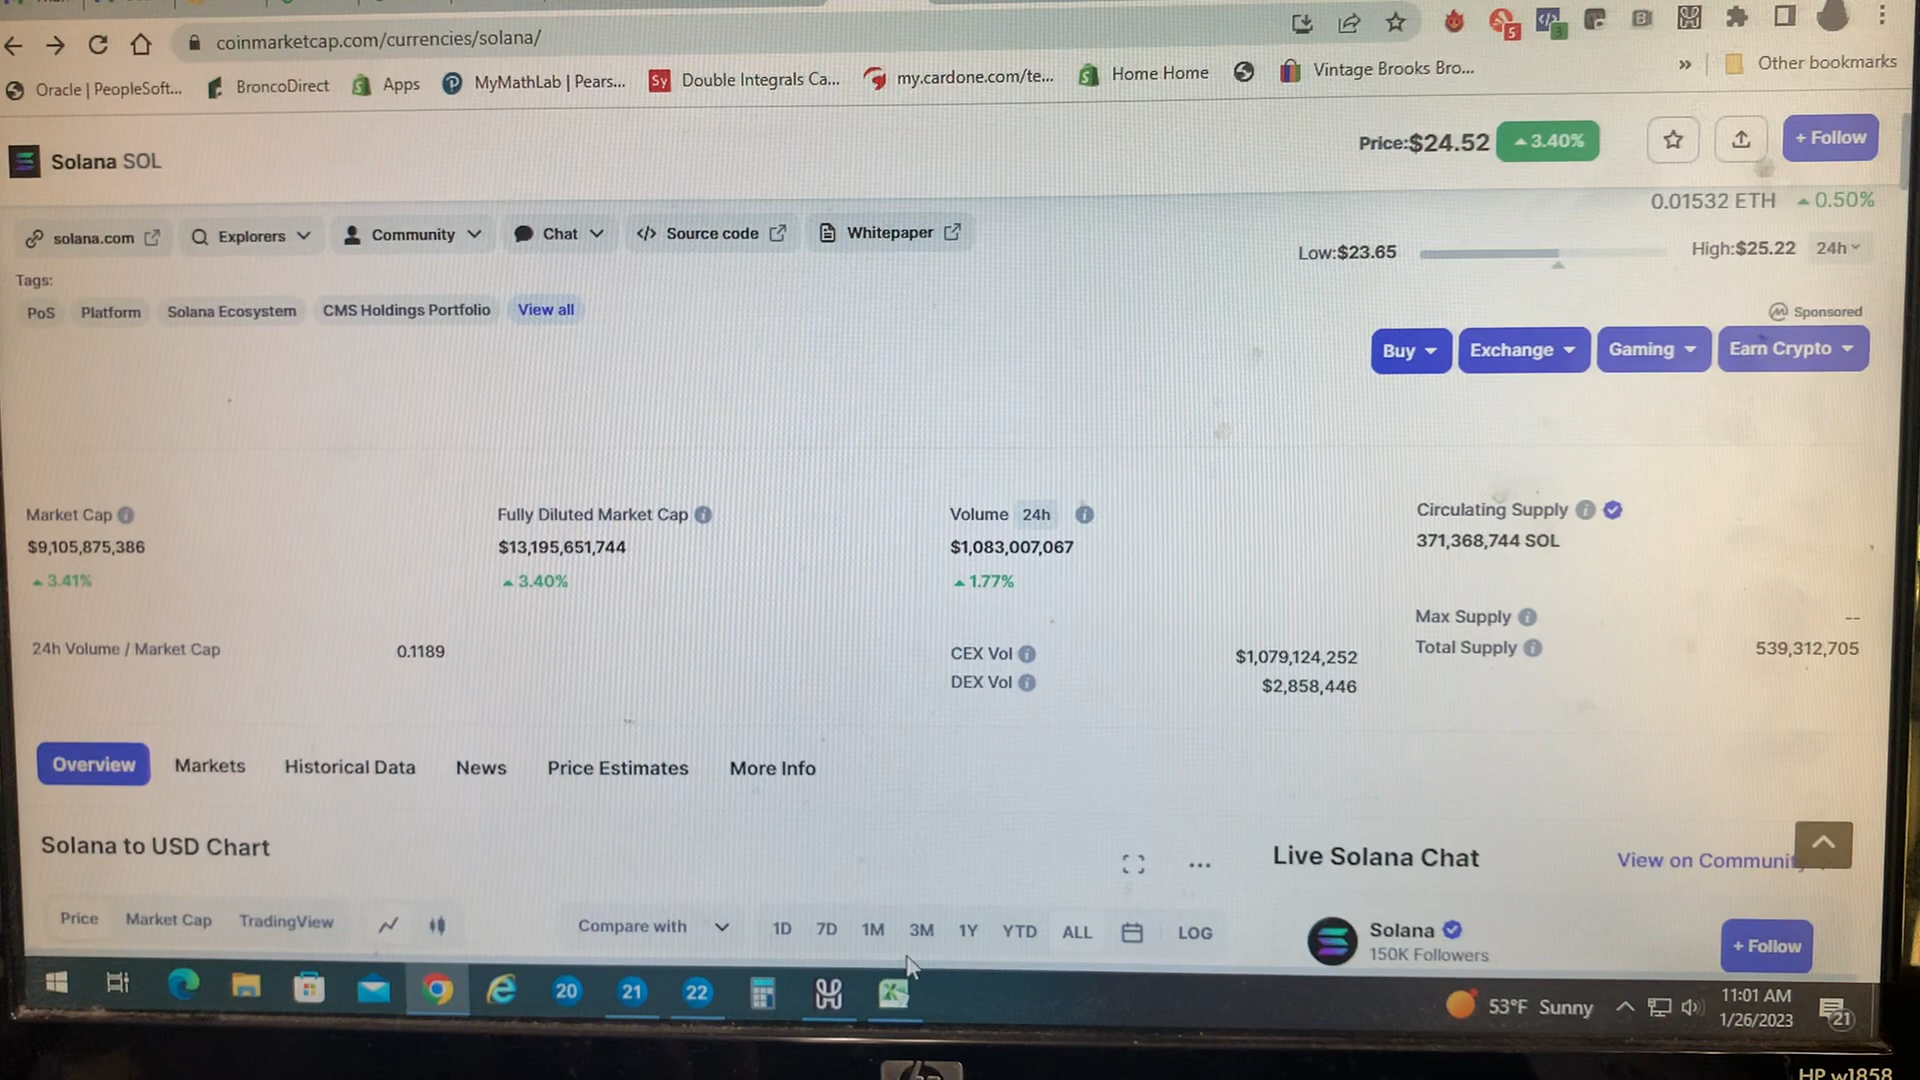 coinmarketcap.com/currencies/solana/
5
3
Oracle | PeopleSoft...
BroncoDirect
Apps
MyMathLab | Pears...
Sy
Double Integrals Ca...
my.cardone.com/te...
Home Home
Vintage Brooks Bro...
»
Other bookmarks
Solana SOL
Price:$24.52
3.40%
+ Follow
0.01532 ETH
0.50%
solana.com
Explorers
Community
Chat
</> Source code
Whitepaper
Low:$23.65
High:$25.22
24h
Tags:
PoS
Platform
Solana Ecosystem
CMS Holdings Portfolio
View all
Sponsored
Buy
Exchange
Gaming
Earn Crypto
Market Cap
$9,105,875,386
3.41%
Fully Diluted Market Cap
$13,195,651,744
3.40%
Volume 24h
$1,083,007,067
1.77%
Circulating Supply
371,368,744 SOL
Max Supply
--
Total Supply
539,312,705
24h Volume / Market Cap
0.1189
CEX Vol
$1,079,124,252
DEX Vol
$2,858,446
Overview
Markets
Historical Data
News
Price Estimates
More Info
Solana to USD Chart
Price
Market Cap
TradingView
Compare with
1D
7D
1M
3M
1Y
YTD
ALL
LOG
Live Solana Chat
View on
Solana
150K Followers
+ Follow
20
21
22
53°F Sunny
11:01 AM
1/26/2023
21
HP w1858